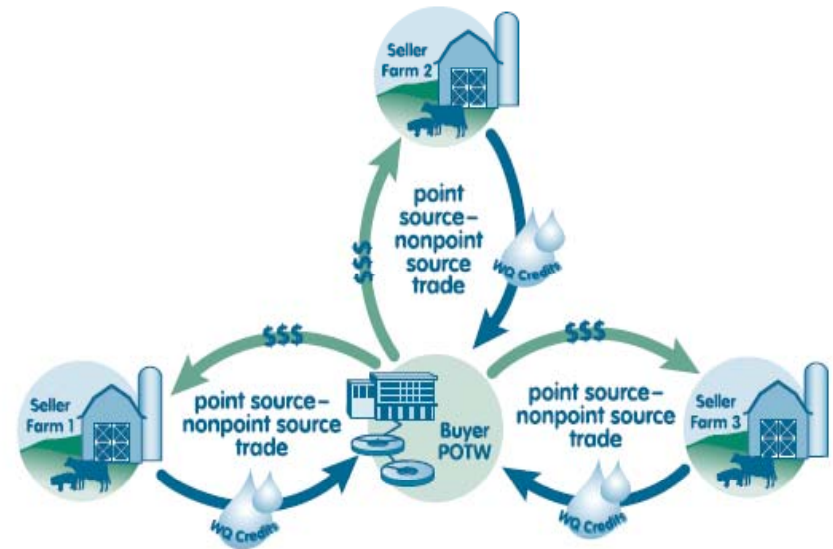 Seller
Farm 2
point
source–
nonpoint
source
trade
$$$
WQ Credits
$$$
$$$
Seller
Farm 1
point source–
nonpoint source
trade
Buyer
POTW
point source–
nonpoint source
trade
Seller
Farm 3
WQ Credits
WQ Credits